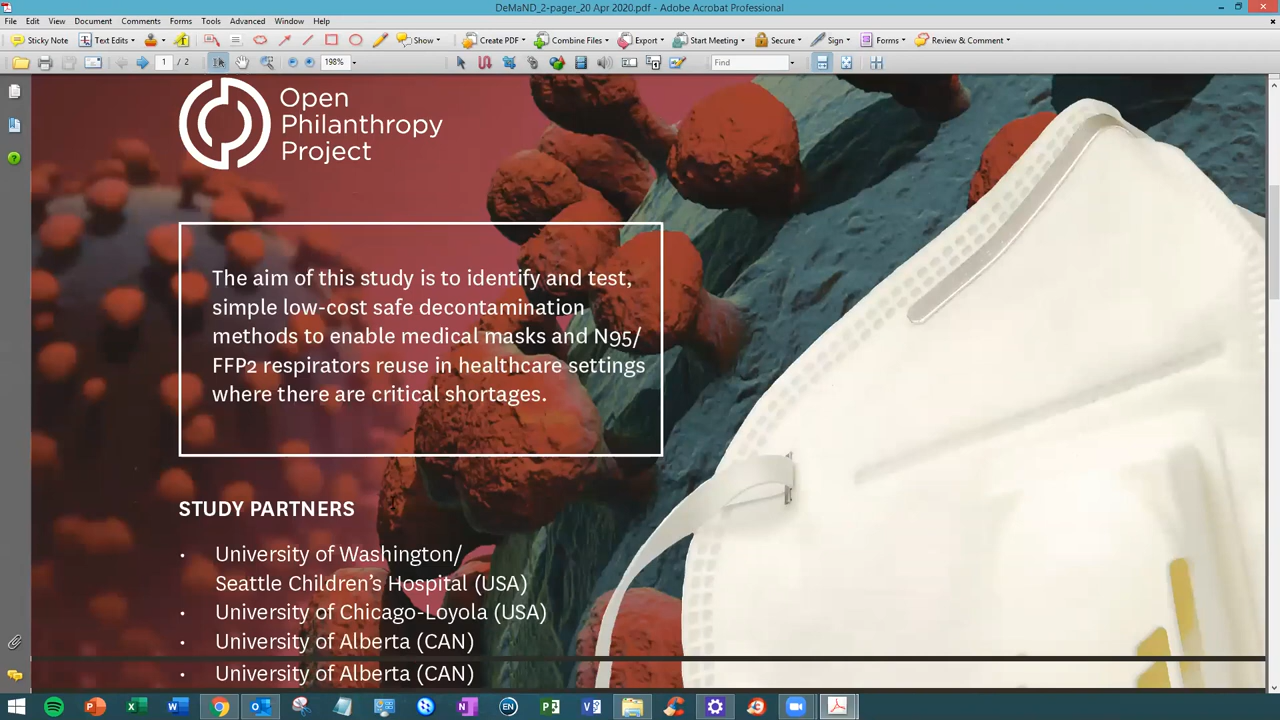 DeMaND_2-pager_20 Apr 2020.pdf - Adobe Acrobat Professional
File Edit View Document Comments Forms Tools Advanced Window Help
Sticky Note Text Edits Show Create PDF Combine Files Export Start Meeting Secure Sign Forms Review & Comment
1 / 2 198% Find
Open
Philanthropy
Project
The aim of this study is to identify and test,
simple low-cost safe decontamination
methods to enable medical masks and N95/
FFP2 respirators reuse in healthcare settings
where there are critical shortages.
STUDY PARTNERS
• University of Washington/
Seattle Children's Hospital (USA)
• University of Chicago-Loyola (USA)
• University of Alberta (CAN)
• University of Alberta (CAN)